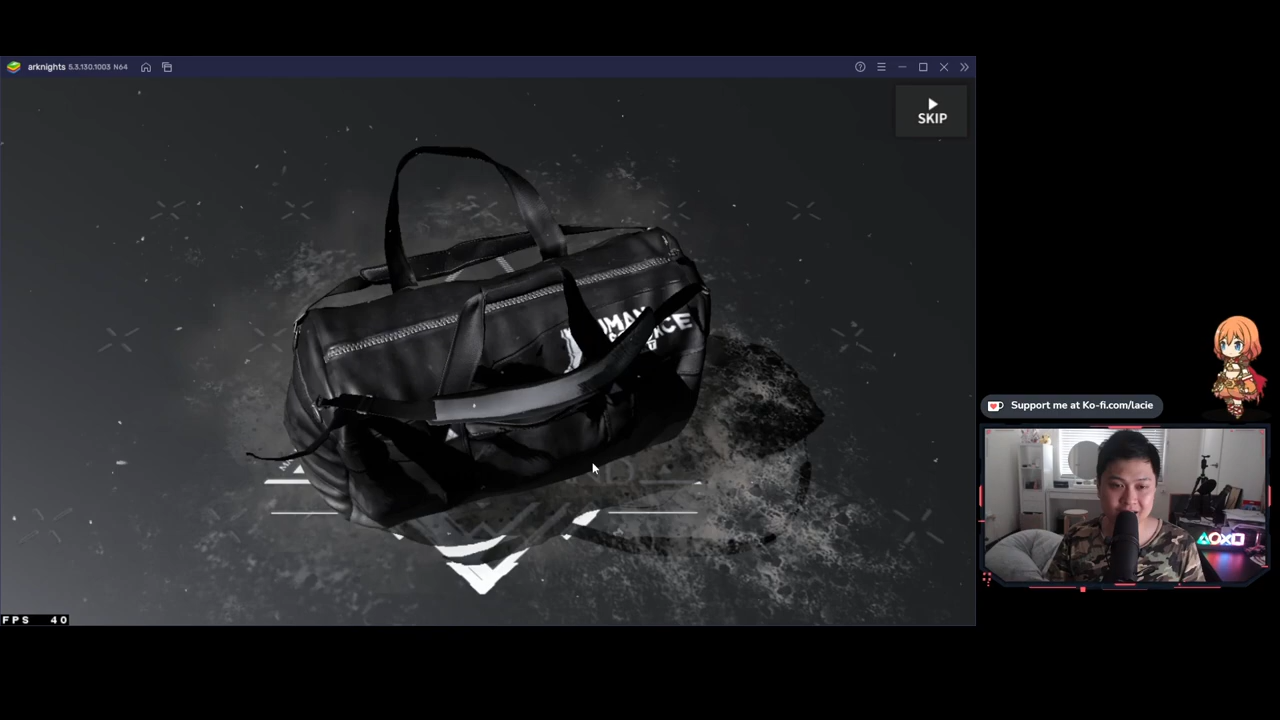 arknights 5.3.130.1003 N64
SKIP
Support me at Ko-fi.com/lacie
FPS 40